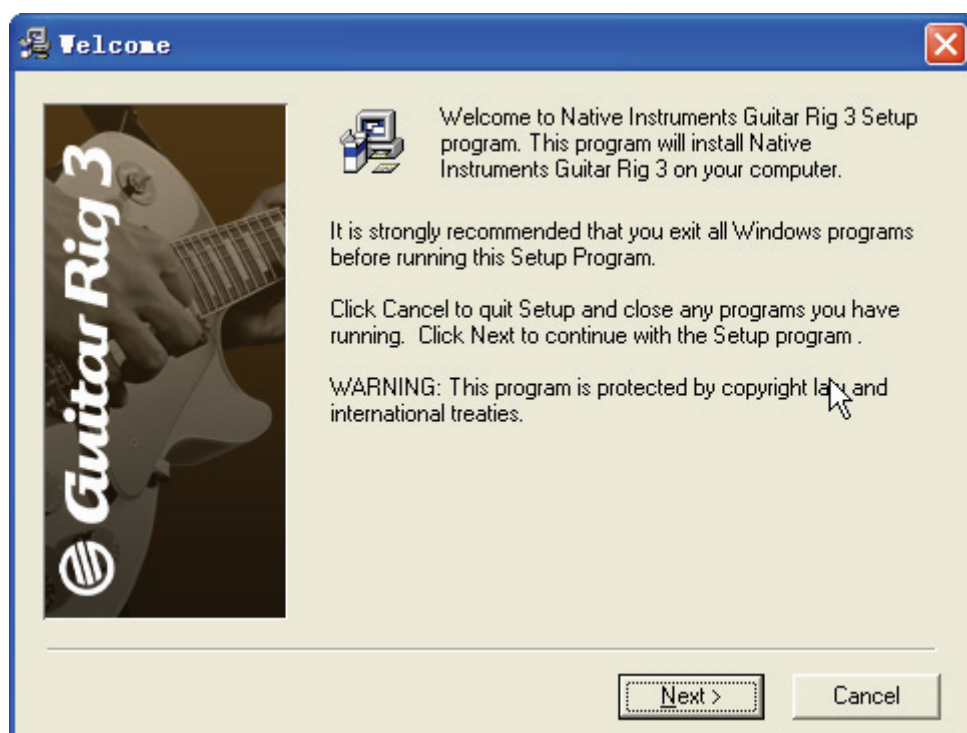 Welcome
Guitar Rig 3
Welcome to Native Instruments Guitar Rig 3 Setup
program. This program will install Native
Instruments Guitar Rig 3 on your computer.
It is strongly recommended that you exit all Windows programs
before running this Setup Program.
Click Cancel to quit Setup and close any programs you have
running.  Click Next to continue with the Setup program .
WARNING: This program is protected by copyright law and
international treaties.
Next >
Cancel